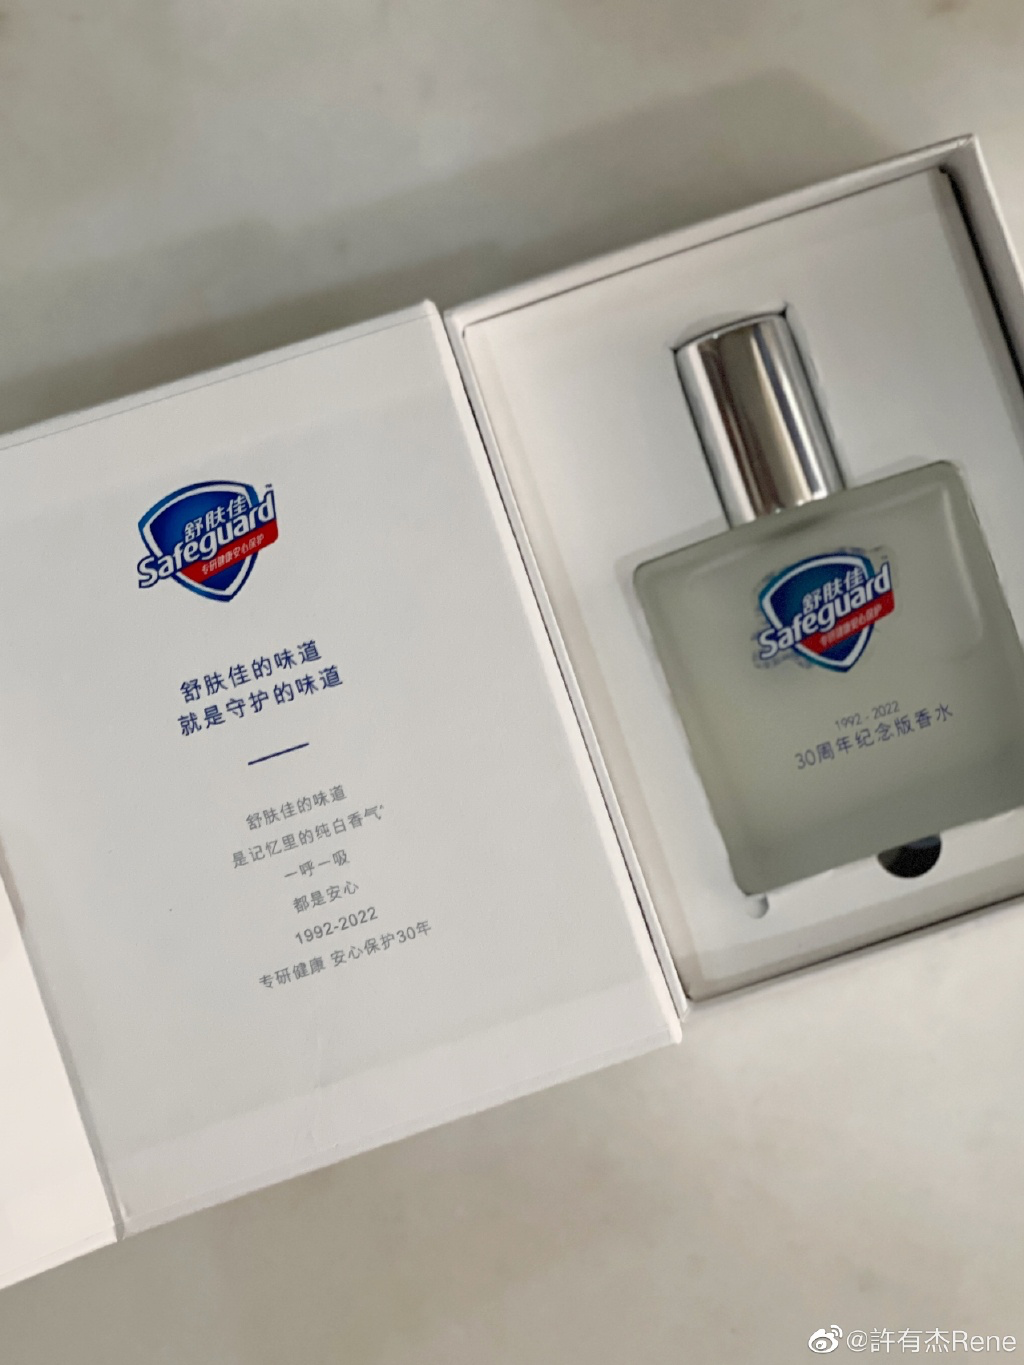 舒肤佳
Safeguard™
专研健康安心保护
舒肤佳的味道
就是守护的味道
舒肤佳的味道
是记忆里的纯白香气*
一呼一吸
都是安心
1992-2022
专研健康 安心保护30年
舒肤佳
Safeguard
专研健康安心保护
1992-2022
30周年纪念版香水
@許有杰Rene